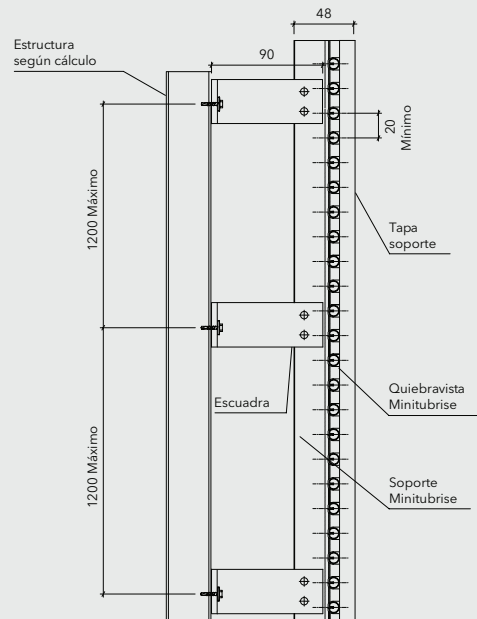 48
Estructura
según cálculo
90
20
Mínimo
1200 Máximo
Tapa
soporte
Quiebravista
Minitubrise
Escuadra
1200 Máximo
Soporte
Minitubrise